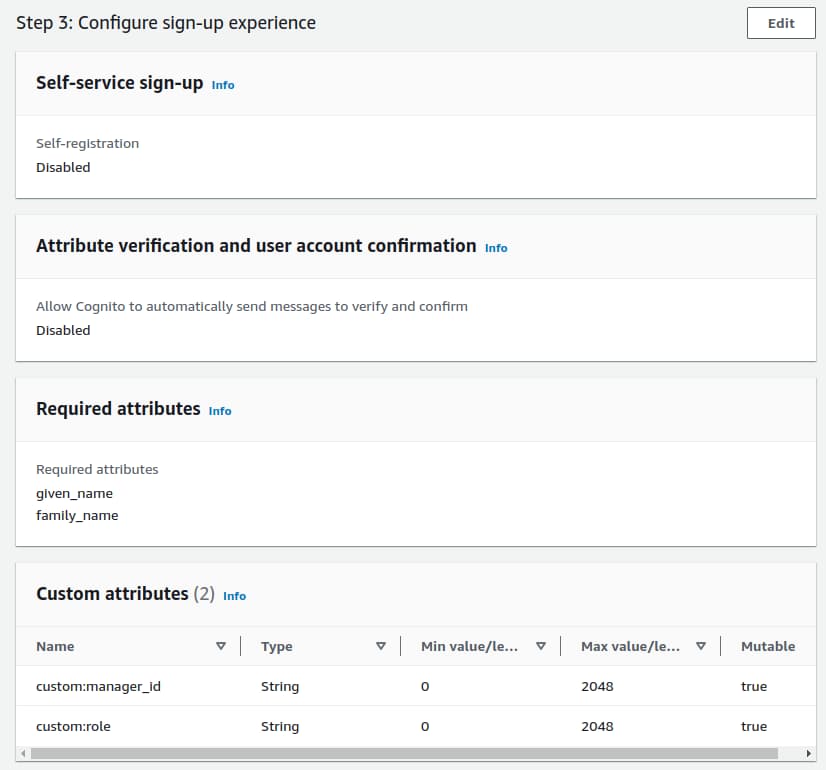 Step 3: Configure sign-up experience
Edit
Self-service sign-up Info
Self-registration
Disabled
Attribute verification and user account confirmation Info
Allow Cognito to automatically send messages to verify and confirm
Disabled
Required attributes Info
Required attributes
given_name
family_name
Custom attributes (2) Info
Name Type Min value/le... Max value/le... Mutable
custom:manager_id String 0 2048 true
custom:role String 0 2048 true